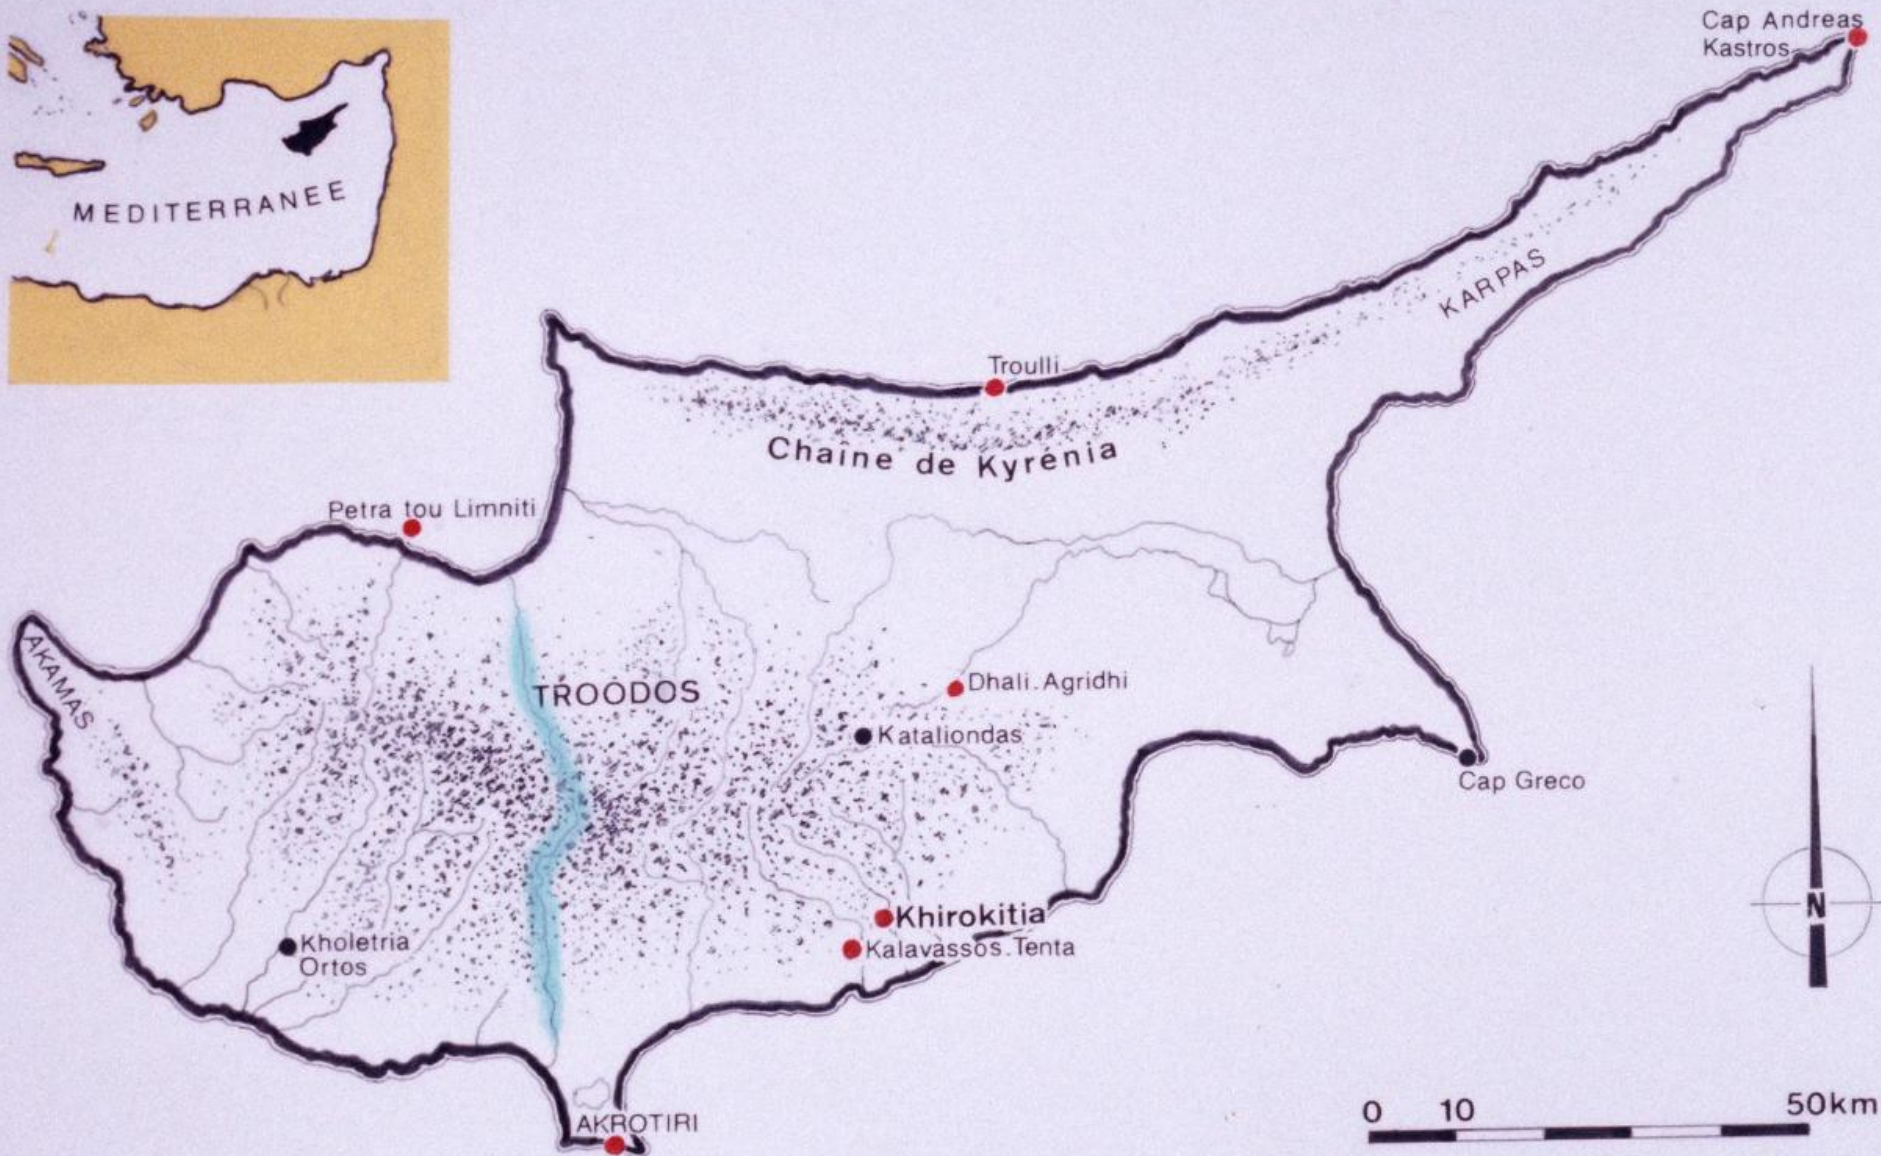 Cap Andreas
Kastros
MEDITERRANEE
KARPAS
Troulli
Chaîne de Kyrénia
Petra tou Limniti
AKAMAS
TROODOS
Dhali.Agridhi
Kataliondas
Cap Greco
Khirokitia
Kholetria
Ortos
Kalavassos.Tenta
N
AKROTIRI
0 10 50km